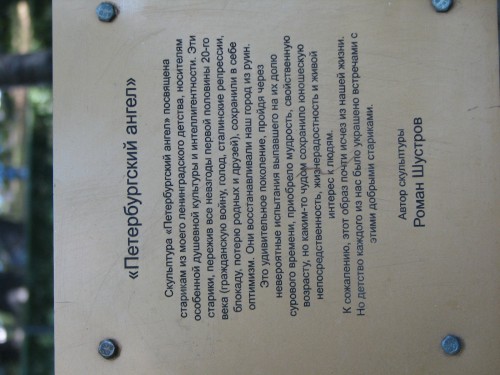 «Петербургский ангел»
Скульптура «Петербургский ангел» посвящена
старикам из моего ленинградского детства, носителям
особенной душевной культуры и интеллигентности. Эти
старики, пережив все невзгоды первой половины 20-го
века (гражданскую войну, голод, сталинские репрессии,
блокаду, потерю родных и друзей), сохранили в себе
оптимизм. Они восстанавливали наш город из руин.
Это удивительное поколение, пройдя через
невероятные испытания выпавшего на их долю
сурового времени, приобрело мудрость, свойственную
возрасту, но каким-то чудом сохранило юношескую
непосредственность, жизнерадостность и живой
интерес к людям.
К сожалению, этот образ почти исчез из нашей жизни.
Но детство каждого из нас было украшено встречами с
этими добрыми стариками.
Автор скульптуры
Роман Шустров